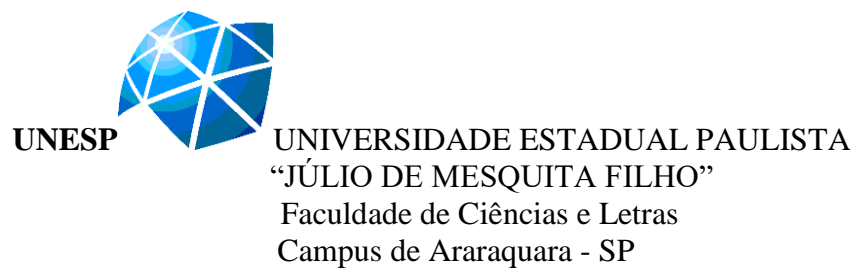 UNESP UNIVERSIDADE ESTADUAL PAULISTA
“JÚLIO DE MESQUITA FILHO”
Faculdade de Ciências e Letras
Campus de Araraquara - SP